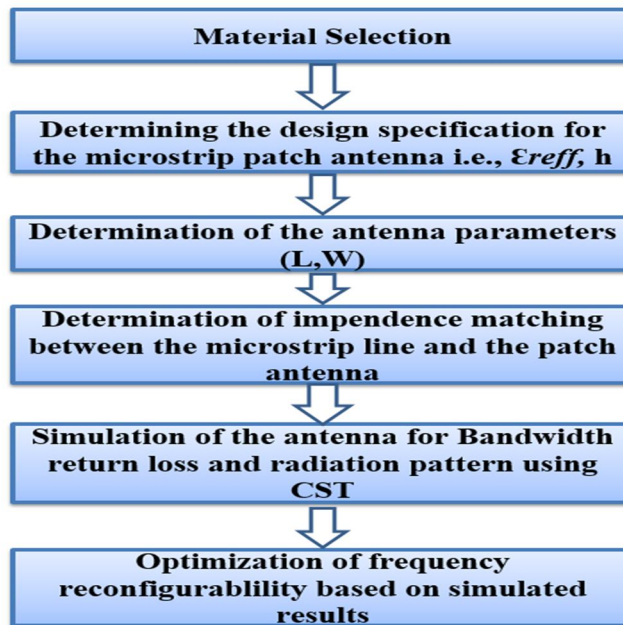 Material Selection
Determining the design specification for
the microstrip patch antenna i.e., Ɛreff, h
Determination of the antenna parameters
(L,W)
Determination of impendence matching
between the microstrip line and the patch
antenna
Simulation of the antenna for Bandwidth
return loss and radiation pattern using
CST
Optimization of frequency
reconfigurablility based on simulated
results